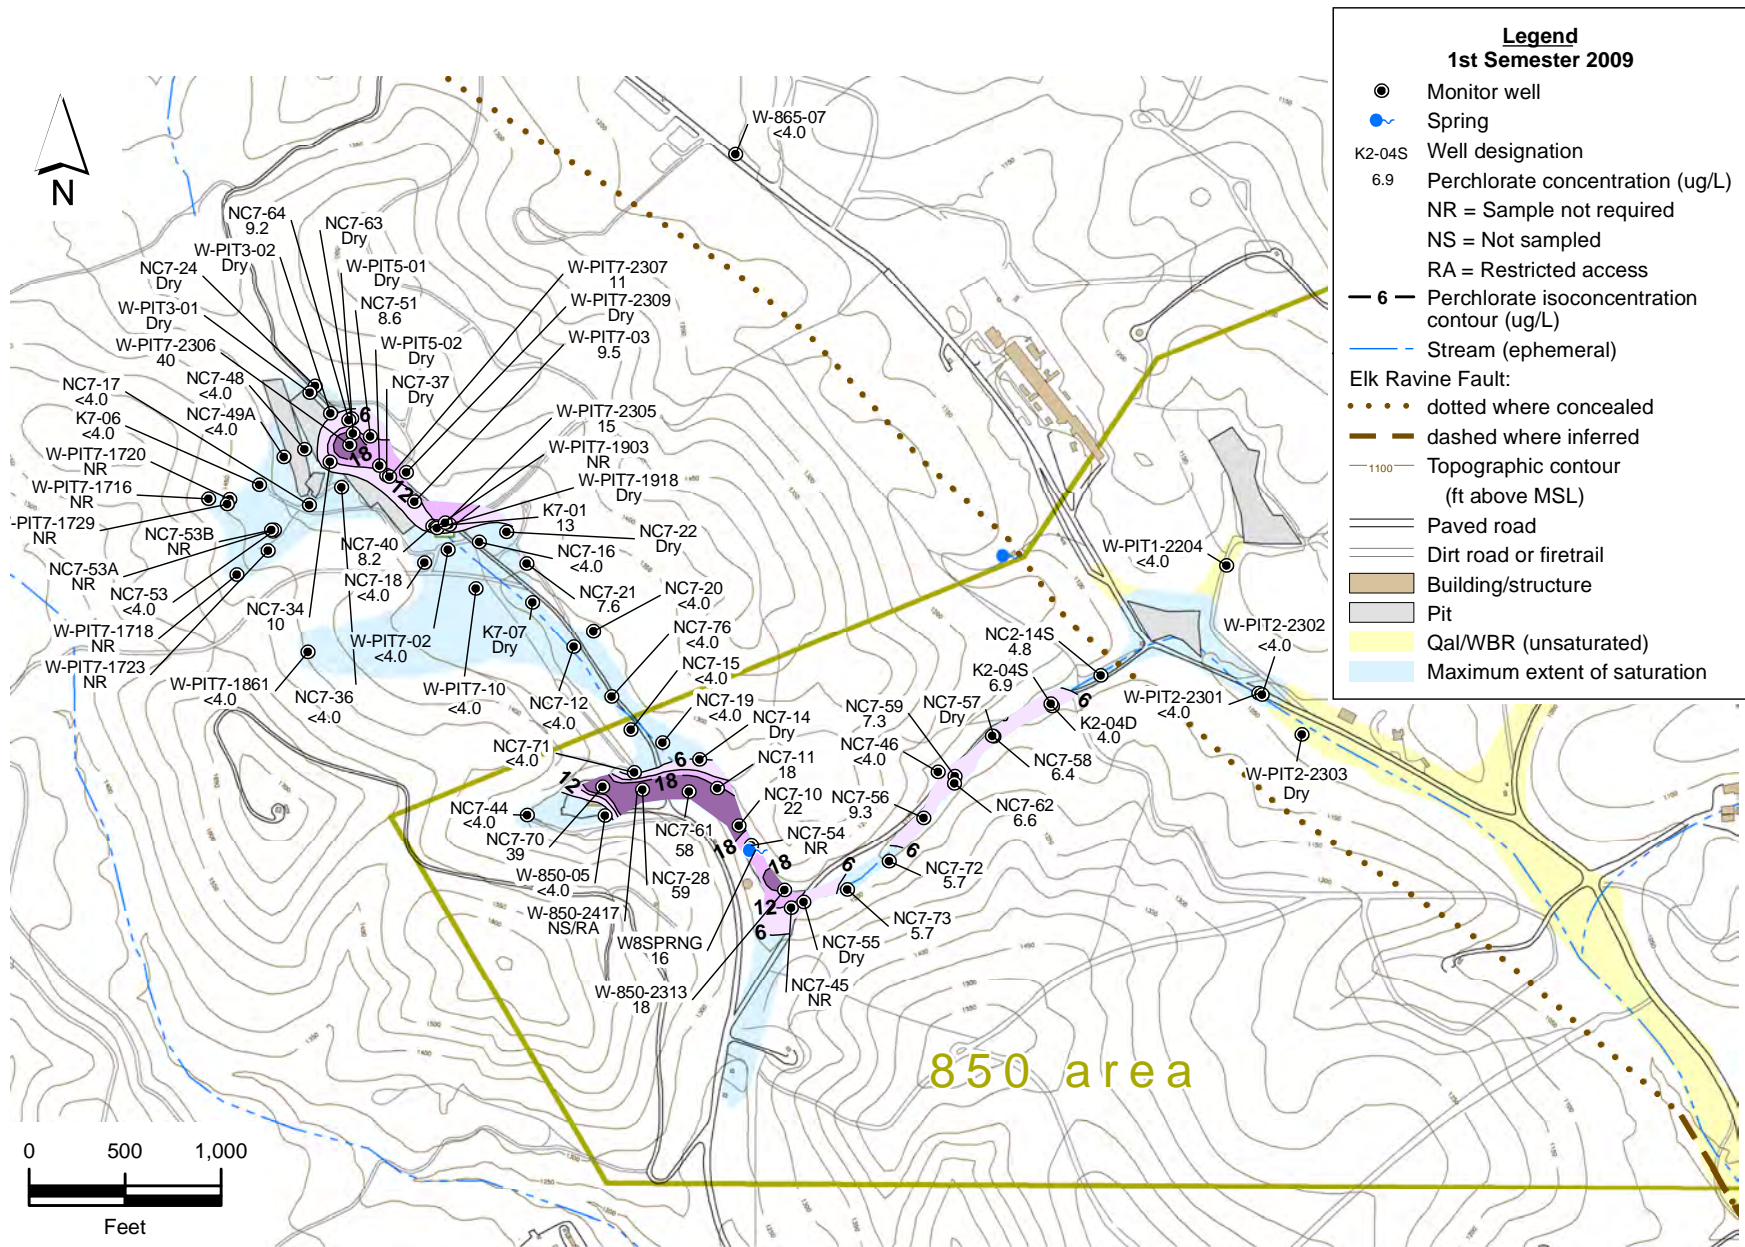 Legend
1st Semester 2009
Monitor well
Spring
K2-04S Well designation
6.9 Perchlorate concentration (ug/L)
NR = Sample not required
NS = Not sampled
RA = Restricted access
6 Perchlorate isoconcentration
contour (ug/L)
Stream (ephemeral)
Elk Ravine Fault:
dotted where concealed
dashed where inferred
1100 Topographic contour
(ft above MSL)
Paved road
Dirt road or firetrail
Building/structure
Pit
Qal/WBR (unsaturated)
Maximum extent of saturation
N
W-865-07
<4.0
NC7-64
9.2
NC7-63
Dry
W-PIT3-02
Dry
W-PIT5-01
Dry
NC7-24
Dry
NC7-51
8.6
W-PIT3-01
Dry
W-PIT5-02
Dry
W-PIT7-2306
40
NC7-37
Dry
W-PIT7-2307
11
W-PIT7-2309
Dry
W-PIT7-03
9.5
NC7-17
<4.0
NC7-48
<4.0
K7-06
<4.0
NC7-49A
<4.0
W-PIT7-1720
NR
W-PIT7-1716
NR
-PIT7-1729
NR
NC7-53B
NR
NC7-53A
NR
NC7-53
<4.0
W-PIT7-1718
NR
W-PIT7-1723
NR
W-PIT7-1861
<4.0
NC7-34
10
NC7-36
<4.0
NC7-40
8.2
NC7-18
<4.0
W-PIT7-02
<4.0
W-PIT7-10
<4.0
K7-07
Dry
NC7-12
<4.0
W-PIT7-2305
15
W-PIT7-1903
NR
W-PIT7-1918
Dry
K7-01
13
NC7-22
Dry
NC7-16
<4.0
NC7-21
7.6
NC7-20
<4.0
NC7-76
<4.0
NC7-15
<4.0
NC7-19
<4.0
NC7-14
Dry
NC7-11
18
NC7-10
22
NC7-54
NR
NC7-71
<4.0
NC7-44
<4.0
NC7-70
39
W-850-05
<4.0
NC7-61
58
NC7-28
59
W-850-2417
NS/RA
W8SPRNG
16
W-850-2313
18
NC7-45
NR
NC7-55
Dry
NC7-73
5.7
NC7-72
5.7
NC7-56
9.3
NC7-46
<4.0
NC7-59
7.3
NC7-57
Dry
NC7-62
6.6
NC7-58
6.4
K2-04S
6.9
K2-04D
4.0
NC2-14S
4.8
W-PIT1-2204
<4.0
W-PIT2-2302
<4.0
W-PIT2-2301
<4.0
W-PIT2-2303
Dry
6
18
12
12
6
18
18
18
12
6
6
6
6
850 area
0 500 1,000
Feet